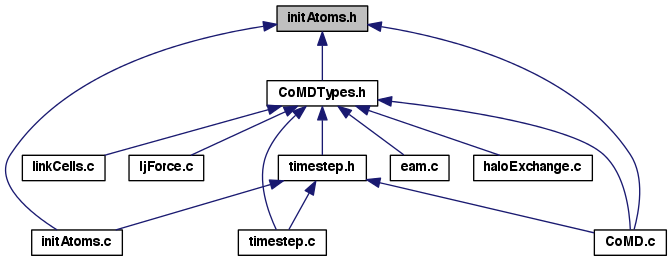 initAtoms.h
CoMDTypes.h
linkCells.c
ljForce.c
timestep.h
eam.c
haloExchange.c
initAtoms.c
timestep.c
CoMD.c